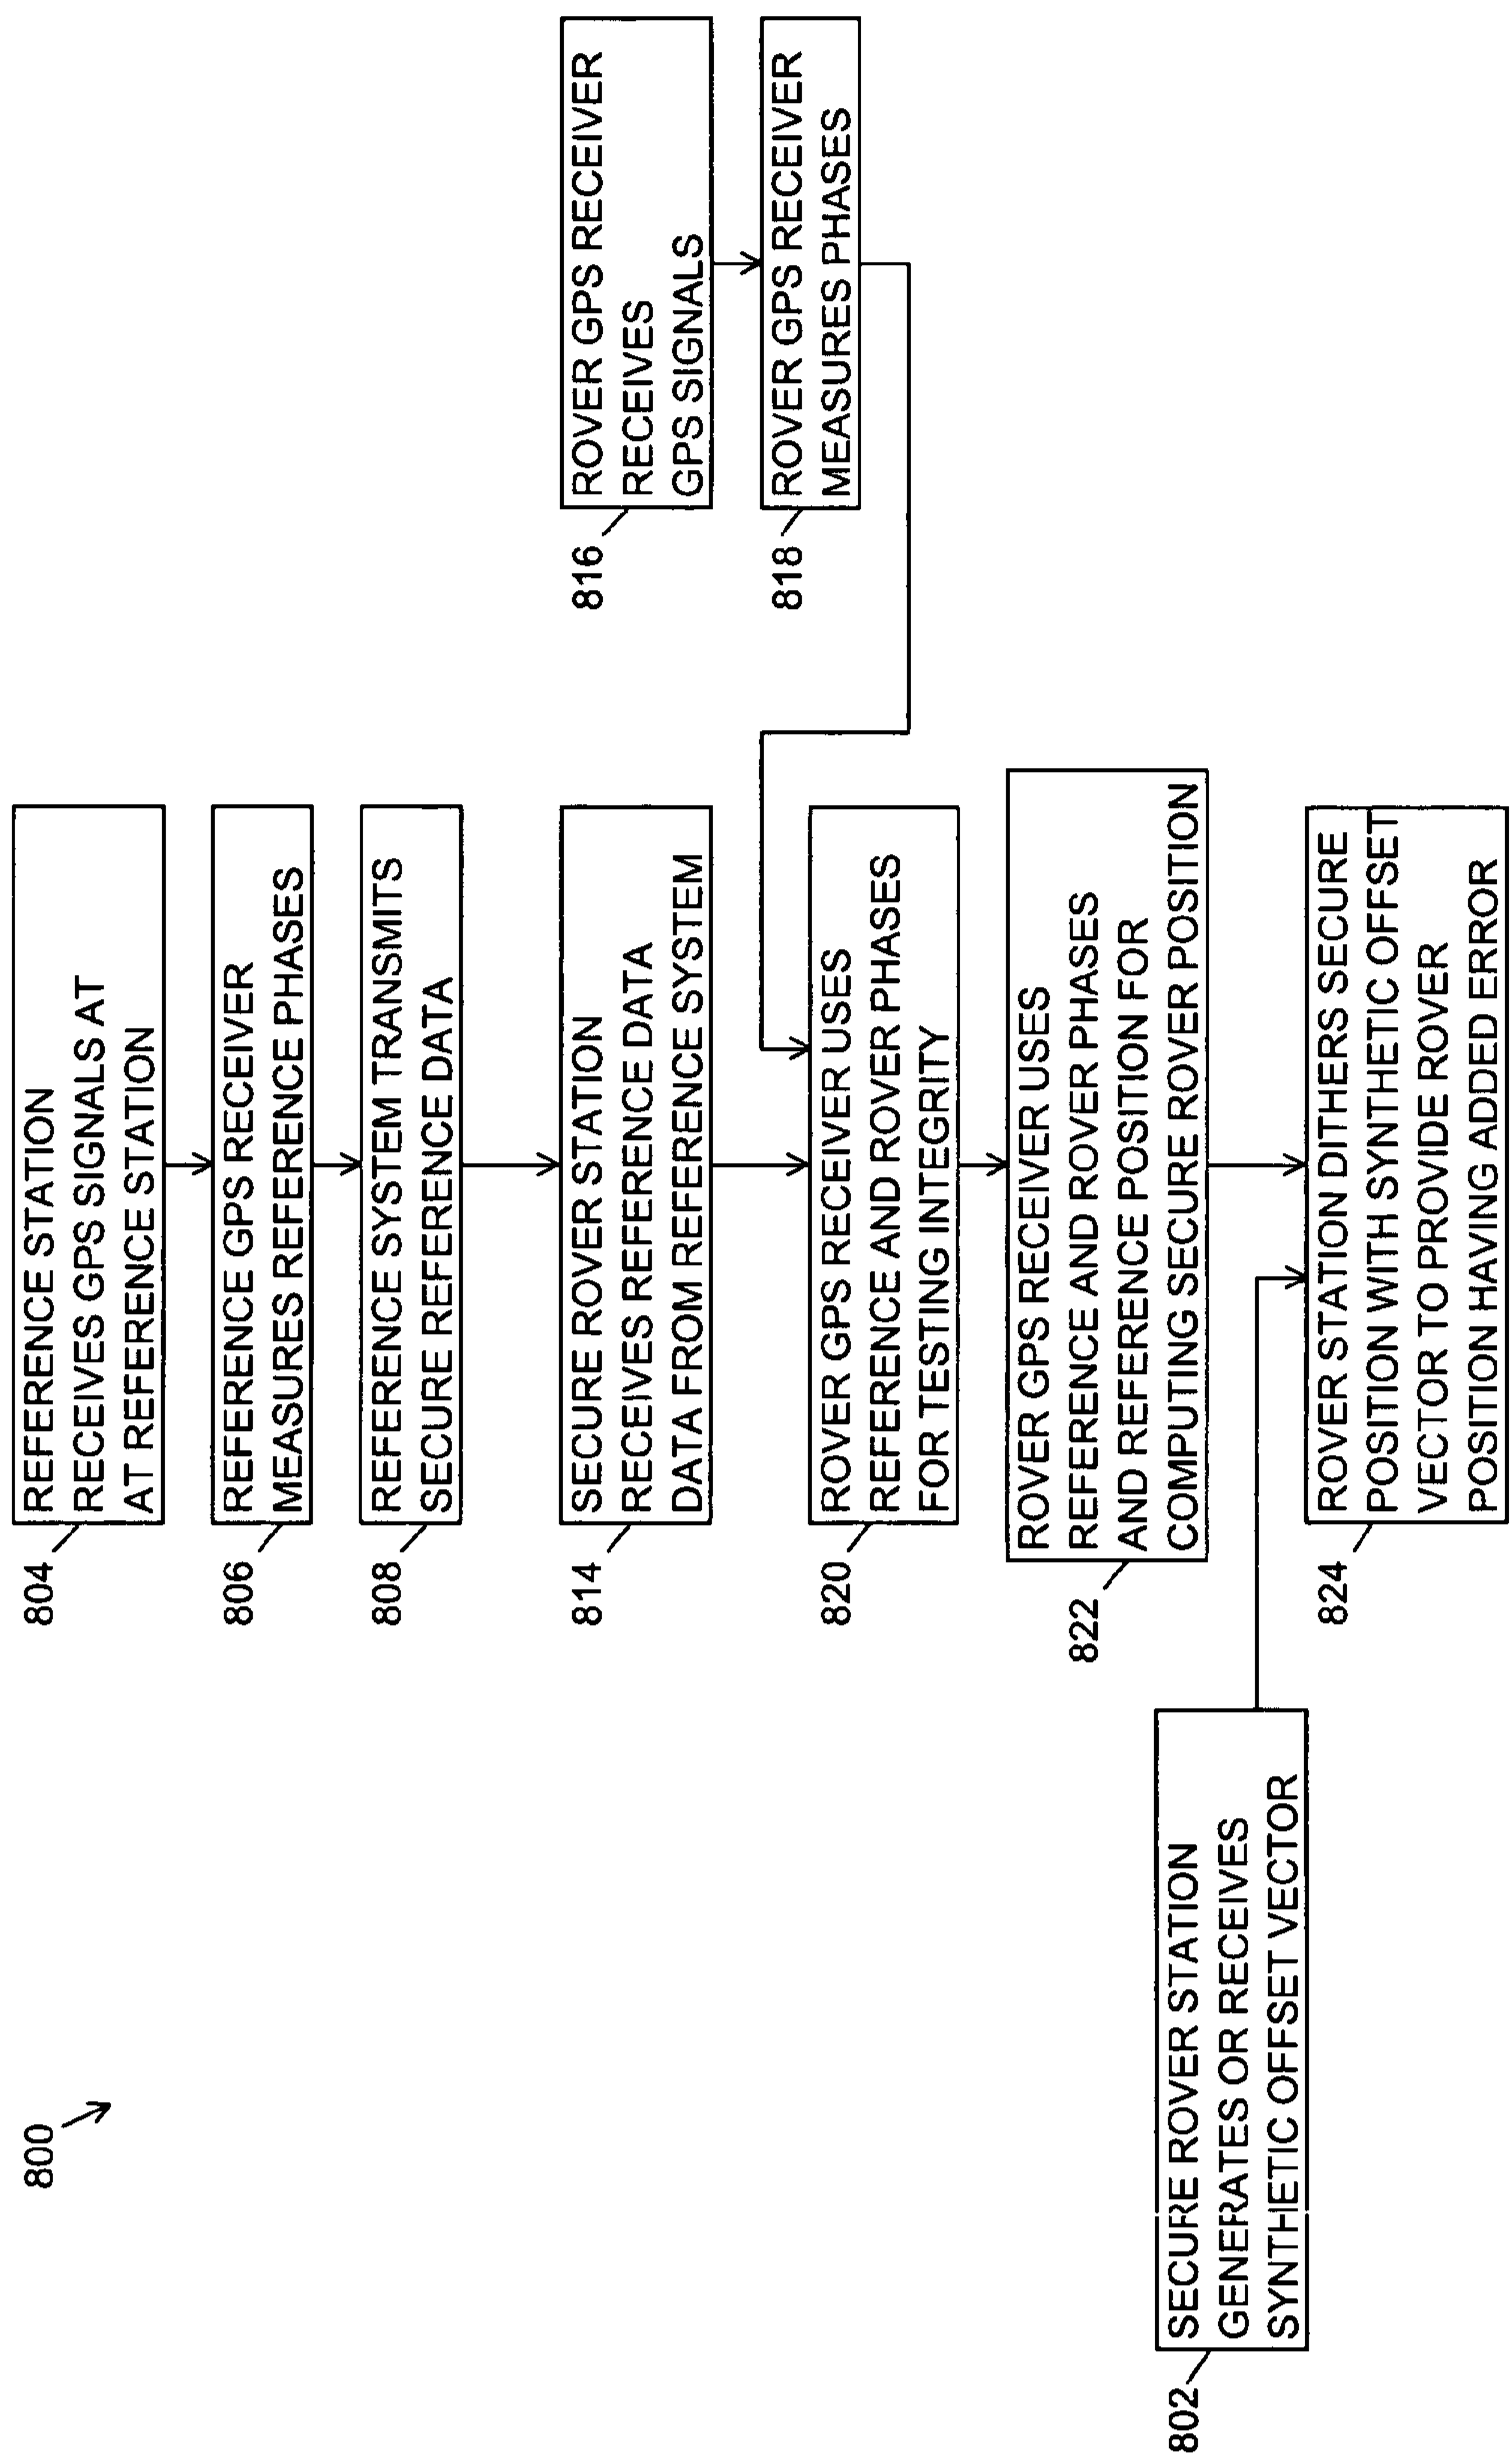 800
804
REFERENCE STATION
RECEIVES GPS SIGNALS AT
AT REFERENCE STATION
806
REFERENCE GPS RECEIVER
MEASURES REFERENCE PHASES
808
REFERENCE SYSTEM TRANSMITS
SECURE REFERENCE DATA
814
SECURE ROVER STATION
RECEIVES REFERENCE DATA
DATA FROM REFERENCE SYSTEM
816
ROVER GPS RECEIVER
RECEIVES
GPS SIGNALS
818
ROVER GPS RECEIVER
MEASURES PHASES
820
ROVER GPS RECEIVER USES
REFERENCE AND ROVER PHASES
FOR TESTING INTEGRITY
822
ROVER GPS RECEIVER USES
REFERENCE AND ROVER PHASES
AND REFERENCE POSITION FOR
COMPUTING SECURE ROVER POSITION
802
SECURE ROVER STATION
GENERATES OR RECEIVES
SYNTHETIC OFFSET VECTOR
824
ROVER STATION DITHERS SECURE
POSITION WITH SYNTHETIC OFFSET
VECTOR TO PROVIDE ROVER
POSITION HAVING ADDED ERROR